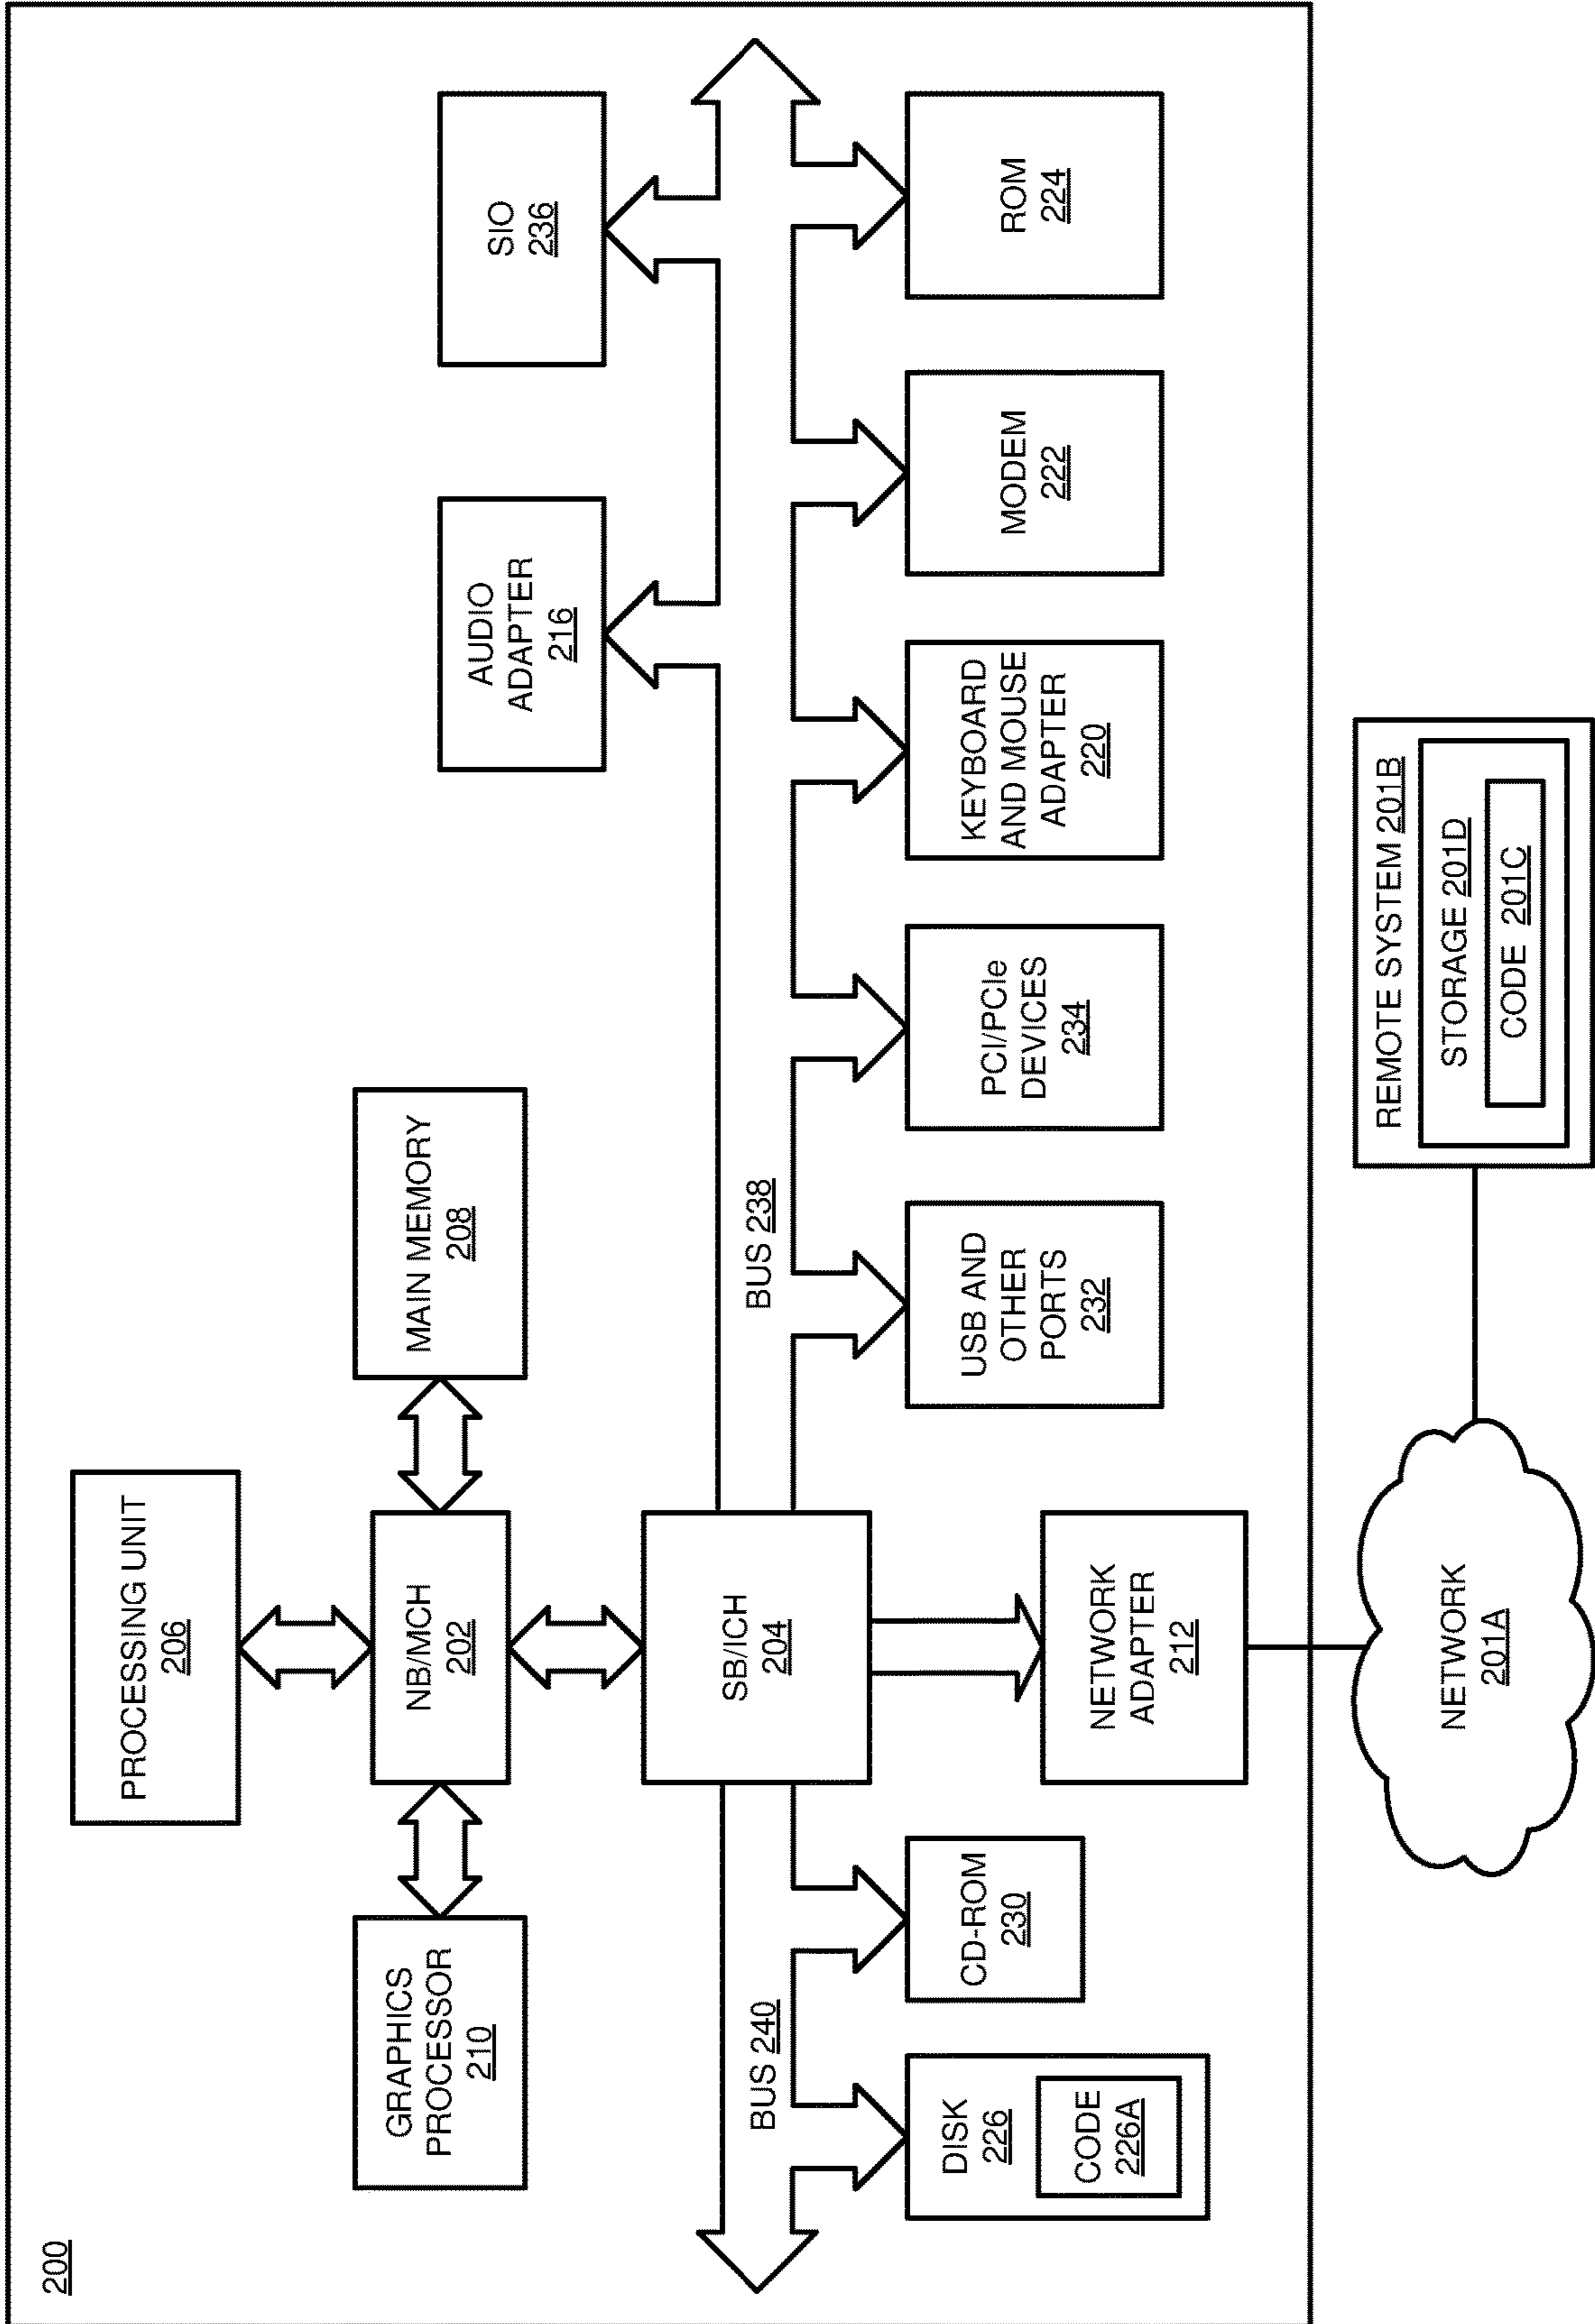 200
PROCESSING UNIT
206
GRAPHICS
PROCESSOR
210
NB/MCH
202
MAIN MEMORY
208
AUDIO
ADAPTER
216
SIO
236
SB/ICH
204
BUS 240
BUS 238
DISK
226
CODE
226A
CD-ROM
230
NETWORK
ADAPTER
212
USB AND
OTHER
PORTS
232
PCI/PCIe
DEVICES
234
KEYBOARD
AND MOUSE
ADAPTER
220
MODEM
222
ROM
224
NETWORK
201A
REMOTE SYSTEM 201B
STORAGE 201D
CODE 201C